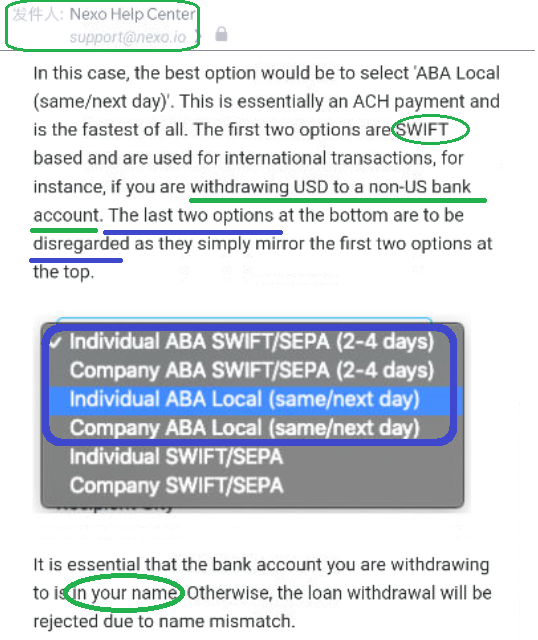 发件人: Nexo Help Center
support@nexo.io
In this case, the best option would be to select 'ABA Local
(same/next day)'. This is essentially an ACH payment and
is the fastest of all. The first two options are SWIFT
based and are used for international transactions, for
instance, if you are withdrawing USD to a non-US bank
account. The last two options at the bottom are to be
disregarded as they simply mirror the first two options at
the top.
✓ Individual ABA SWIFT/SEPA (2-4 days)
Company ABA SWIFT/SEPA (2-4 days)
Individual ABA Local (same/next day)
Company ABA Local (same/next day)
Individual SWIFT/SEPA
Company SWIFT/SEPA
It is essential that the bank account you are withdrawing
to is in your name. Otherwise, the loan withdrawal will be
rejected due to name mismatch.